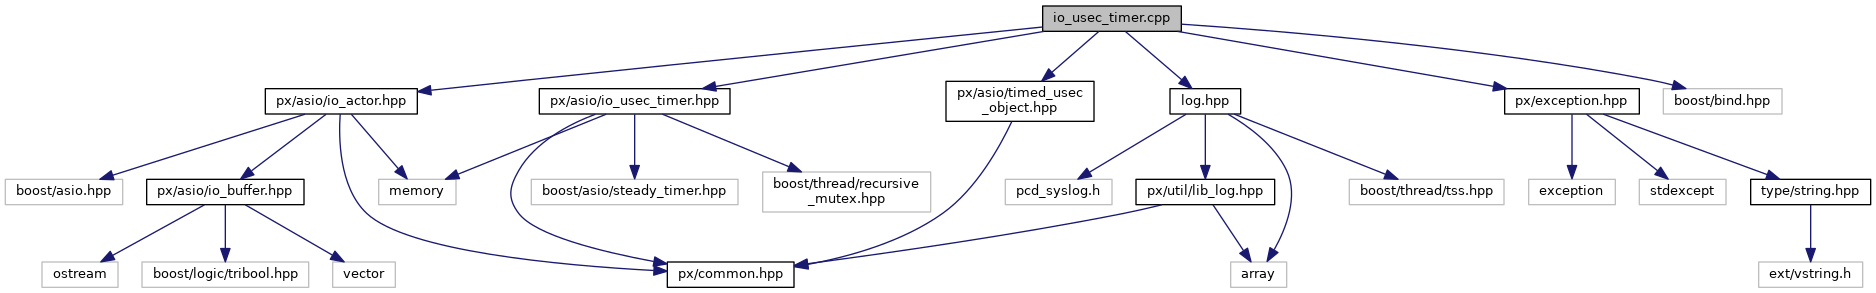 io_usec_timer.cpp
px/asio/io_actor.hpp
px/asio/io_usec_timer.hpp
px/asio/timed_usec
_object.hpp
log.hpp
px/exception.hpp
boost/bind.hpp
boost/asio.hpp
px/asio/io_buffer.hpp
memory
boost/asio/steady_timer.hpp
boost/thread/recursive
_mutex.hpp
pcd_syslog.h
px/util/lib_log.hpp
boost/thread/tss.hpp
exception
stdexcept
type/string.hpp
ostream
boost/logic/tribool.hpp
vector
px/common.hpp
array
ext/vstring.h